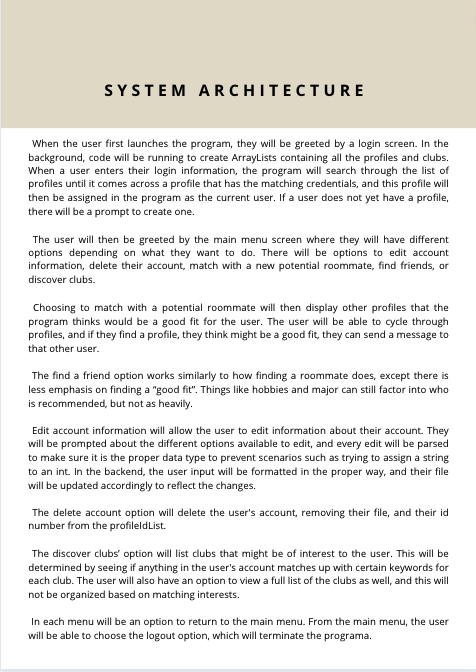 SYSTEM ARCHITECTURE
When the user first launches the program, they will be greeted by a login screen. In the
background, code will be running to create ArrayLists containing all the profiles and clubs.
When a user enters their login information, the program will search through the list of
profiles until it comes across a profile that has the matching credentials, and this profile will
then be assigned in the program as the current user. If a user does not yet have a profile,
there will be a prompt to create one.
The user will then be greeted by the main menu screen where they will have different
options depending on what they want to do. There will be options to edit account
information, delete their account, match with a new potential roommate, find friends, or
discover clubs.
Choosing to match with a potential roommate will then display other profiles that the
program thinks would be a good fit for the user. The user will be able to cycle through
profiles, and if they find a profile, they think might be a good fit, they can send a message to
that other user.
The find a friend option works similarly to how finding a roommate does, except there is
less emphasis on finding a “good fit”. Things like hobbies and major can still factor into who
is recommended, but not as heavily.
Edit account information will allow the user to edit information about their account. They
will be prompted about the different options available to edit, and every edit will be parsed
to make sure it is the proper data type to prevent scenarios such as trying to assign a string
to an int. In the backend, the user input will be formatted in the proper way, and their file
will be updated accordingly to reflect the changes.
The delete account option will delete the user's account, removing their file, and their id
number from the profileIdList.
The discover clubs’ option will list clubs that might be of interest to the user. This will be
determined by seeing if anything in the user's account matches up with certain keywords for
each club. The user will also have an option to view a full list of the clubs as well, and this will
not be organized based on matching interests.
In each menu will be an option to return to the main menu. From the main menu, the user
will be able to choose the logout option, which will terminate the programa.